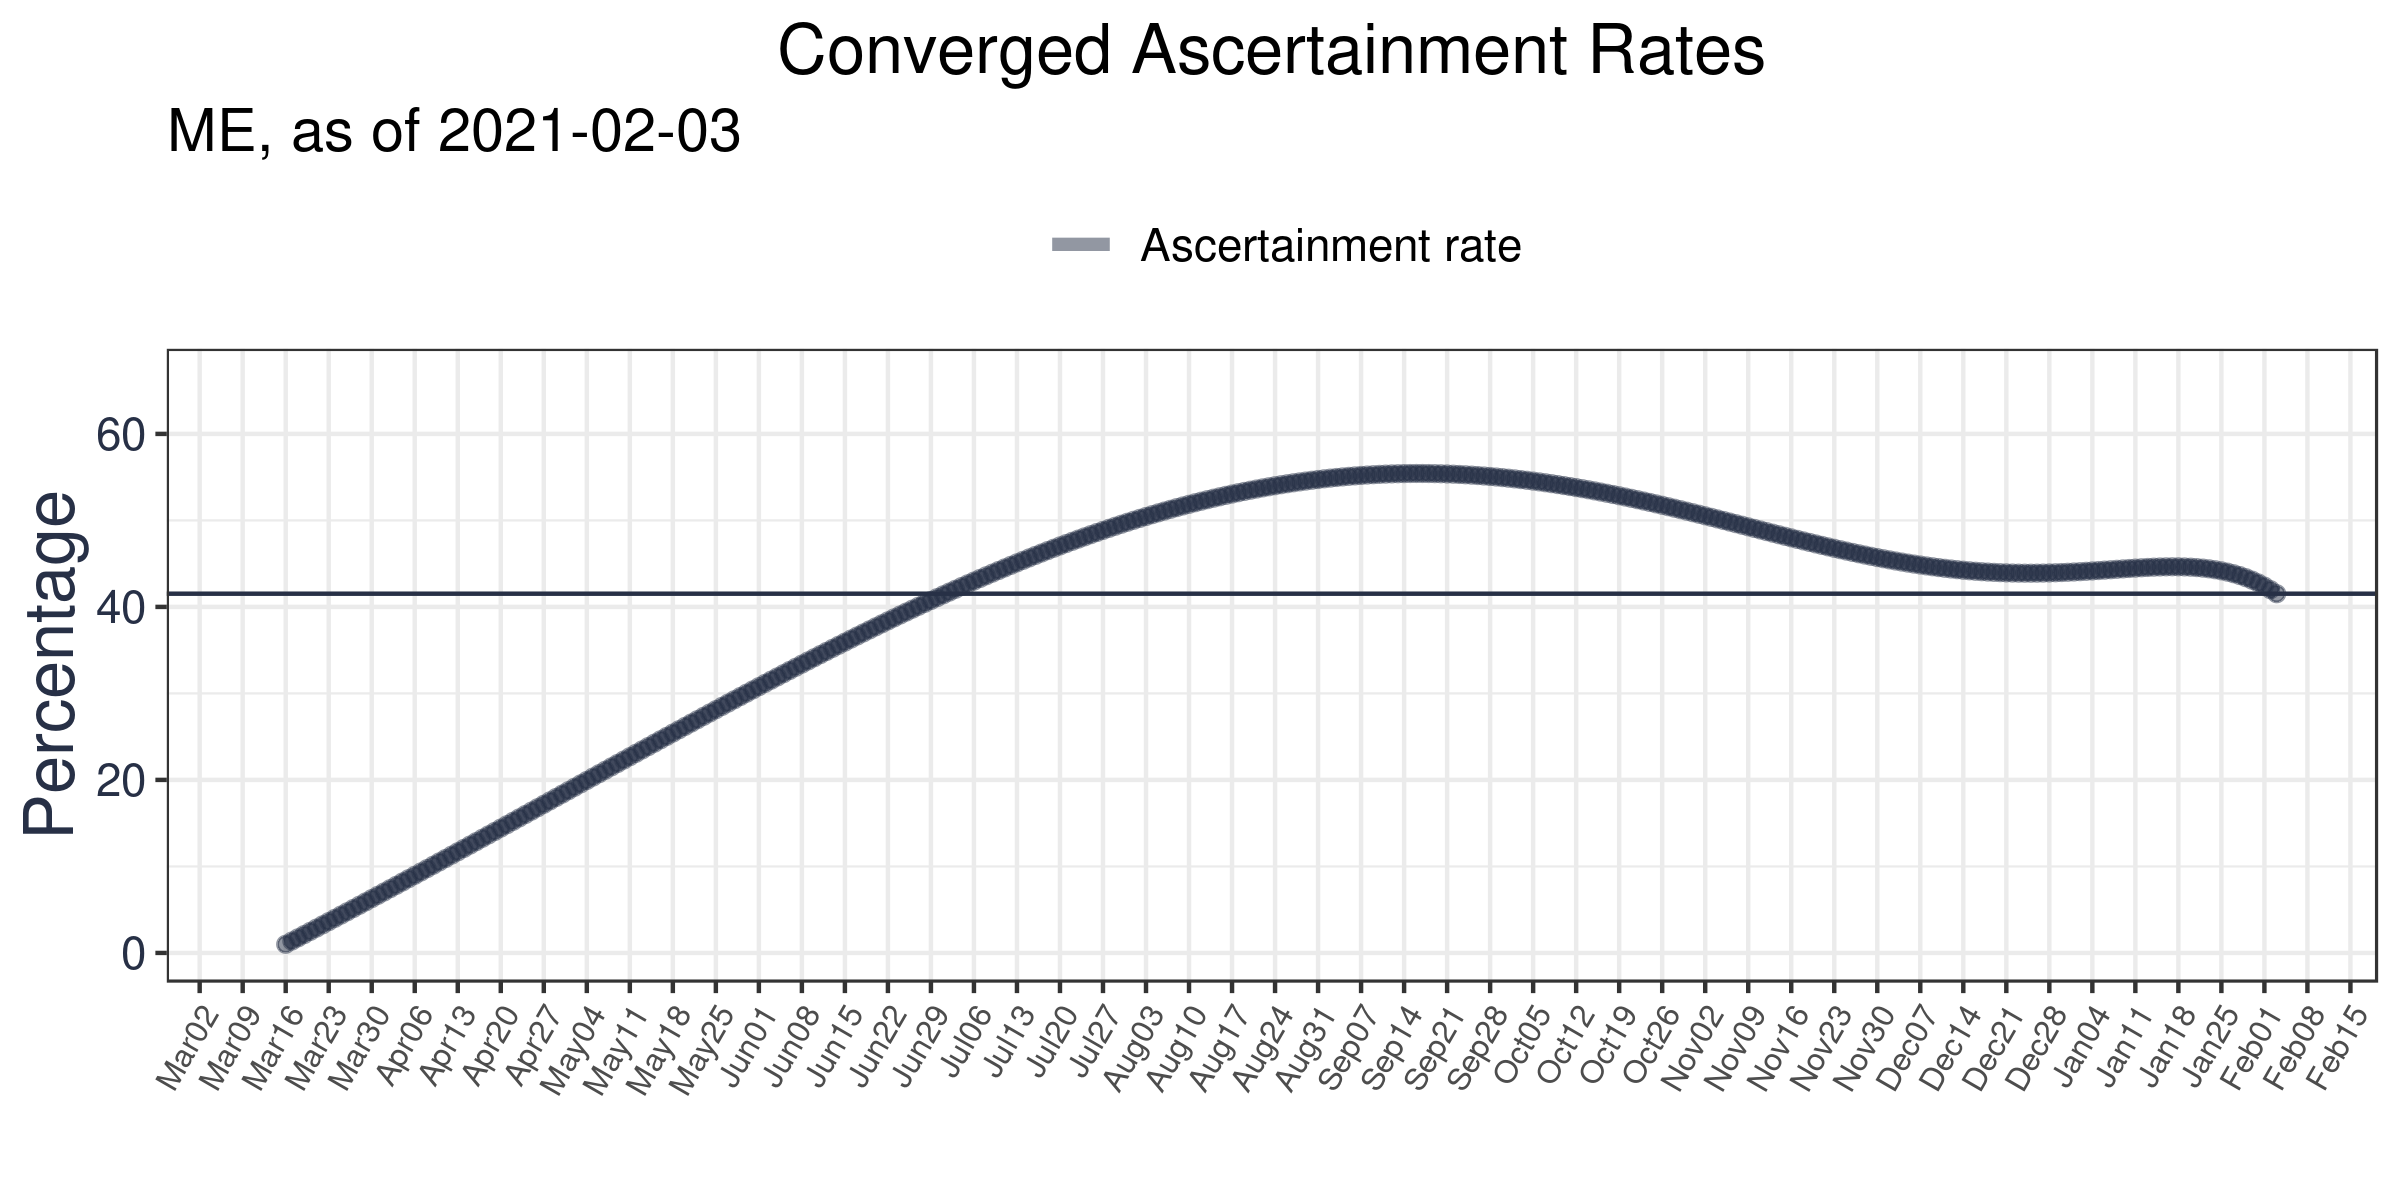 Converged Ascertainment Rates
ME, as of 2021-02-03
Ascertainment rate
Percentage
60
40
20
0
Mar02 Mar09 Mar16 Mar23 Mar30 Apr06 Apr13 Apr20 Apr27 May04 May11 May18 May25 Jun01 Jun08 Jun15 Jun22 Jun29 Jul06 Jul13 Jul20 Jul27 Aug03 Aug10 Aug17 Aug24 Aug31 Sep07 Sep14 Sep21 Sep28 Oct05 Oct12 Oct19 Oct26 Nov02 Nov09 Nov16 Nov23 Nov30 Dec07 Dec14 Dec21 Dec28 Jan04 Jan11 Jan18 Jan25 Feb01 Feb08 Feb15